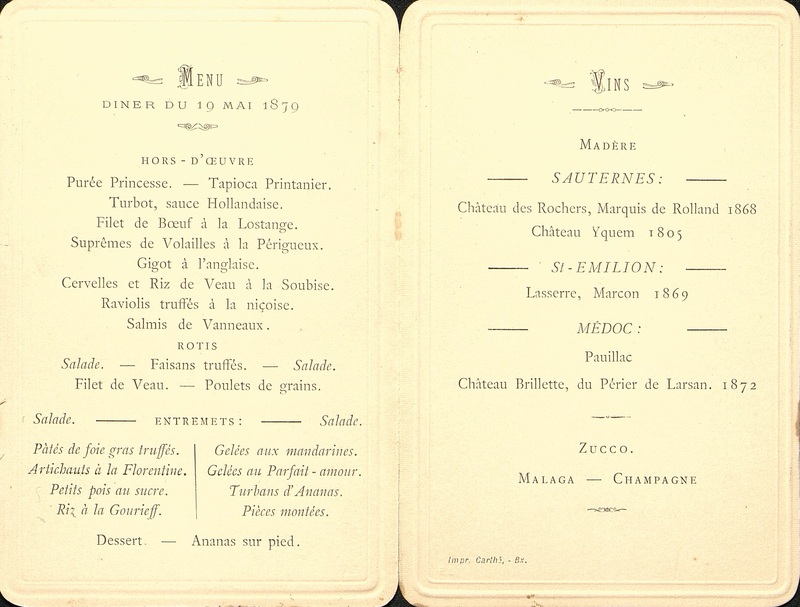 Menu
DINER DU 19 MAI 1879
HORS-D'ŒUVRE
Purée Princesse. — Tapioca Printanier.
Turbot, sauce Hollandaise.
Filet de Bœuf à la Lostange.
Suprêmes de Volailles à la Périgueux.
Gigot à l'anglaise.
Cervelles et Riz de Veau à la Soubise.
Raviolis truffés à la niçoise.
Salmis de Vanneaux.
ROTIS
Salade. — Faisans truffés. — Salade.
Filet de Veau. — Poulets de grains.
Salade. — ENTREMETS: — Salade.
Pâtés de foie gras truffés.
Artichauts à la Florentine.
Petits pois au sucre.
Riz à la Gourieff.
Gelées aux mandarines.
Gelées au Parfait-amour.
Turbans d'Ananas.
Pièces montées.
Dessert. — Ananas sur pied.
Vins
MADÈRE
SAUTERNES:
Château des Rochers, Marquis de Rolland 1868
Château Yquem 1805
St-EMILION:
Lasserre, Marcon 1869
MÉDOC:
Pauillac
Château Brillette, du Périer de Larsan. 1872
ZUCCO.
MALAGA — CHAMPAGNE
Impr. Carlhé, - Bx.